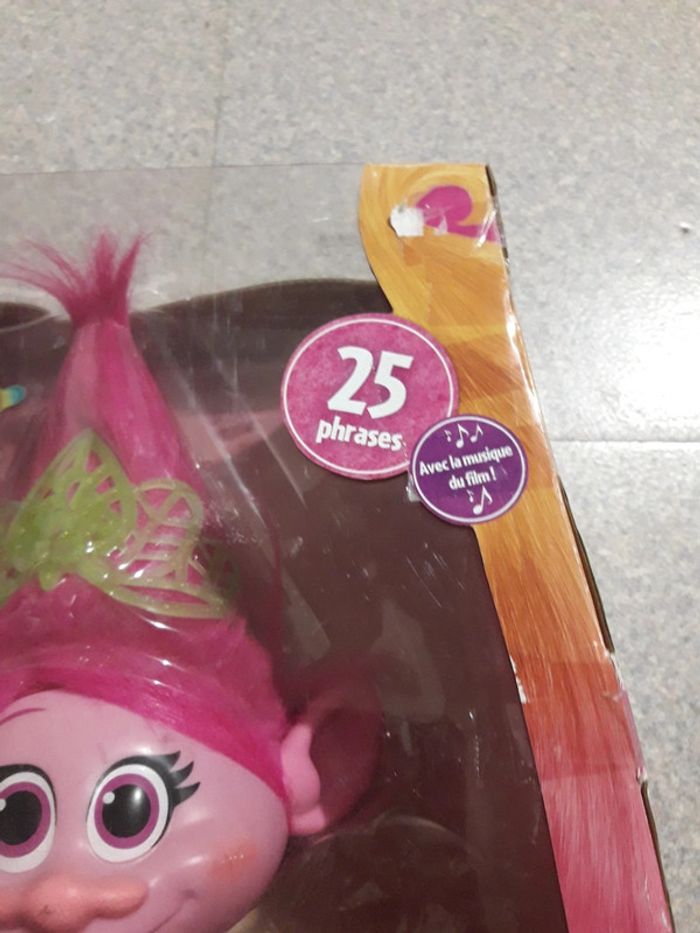 25
phrases
Avec la musique
du film !